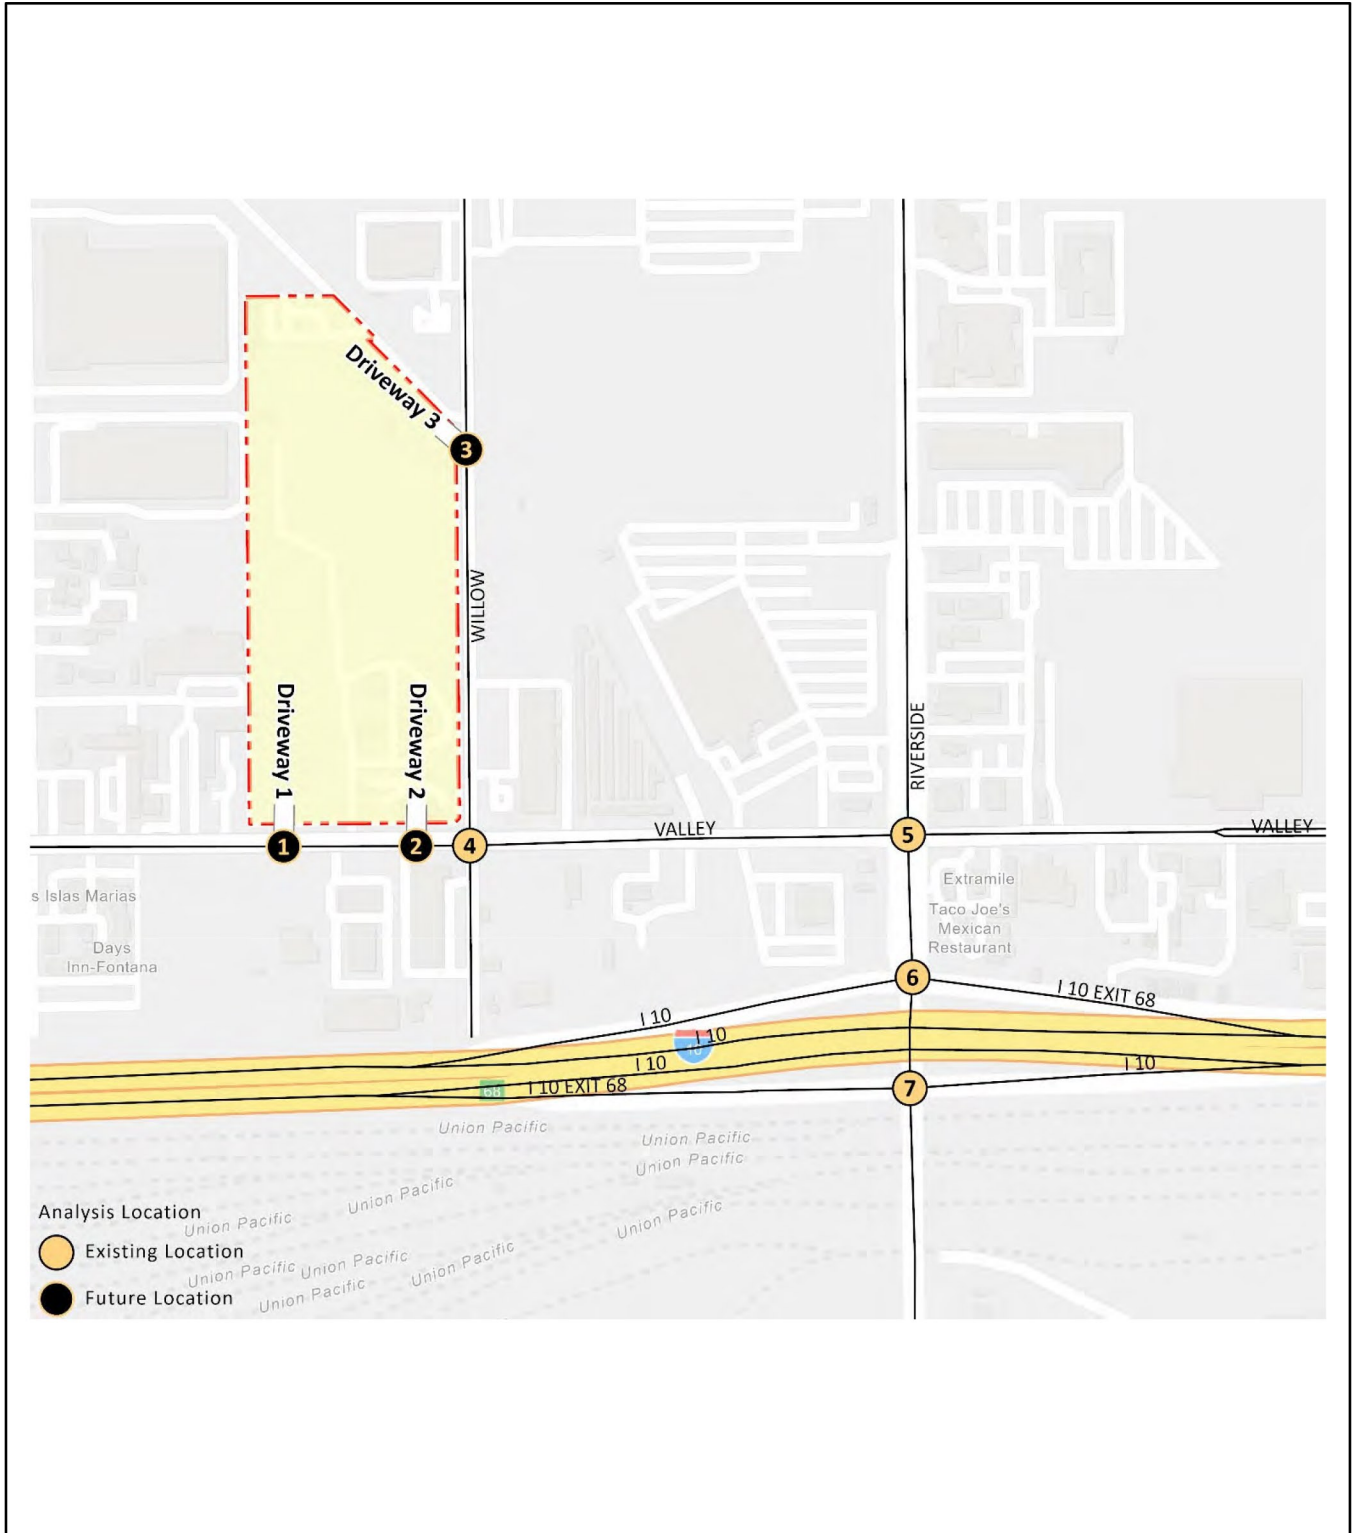 Driveway 3
3
WILLOW
Driveway 1
Driveway 2
RIVERSIDE
1
2
4
VALLEY
5
VALLEY
s Islas Marias
Extramile
Taco Joe's
Mexican
Restaurant
Days
Inn-Fontana
6
I 10 EXIT 68
I 10
I 10
10
I 10
I 10
68
I 10 EXIT 68
7
Union Pacific
Union Pacific
Union Pacific
Union Pacific
Union Pacific
Analysis Location
Union Pacific
Existing Location
Union Pacific
Union Pacific
Union Pacific
Union Pacific
Future Location